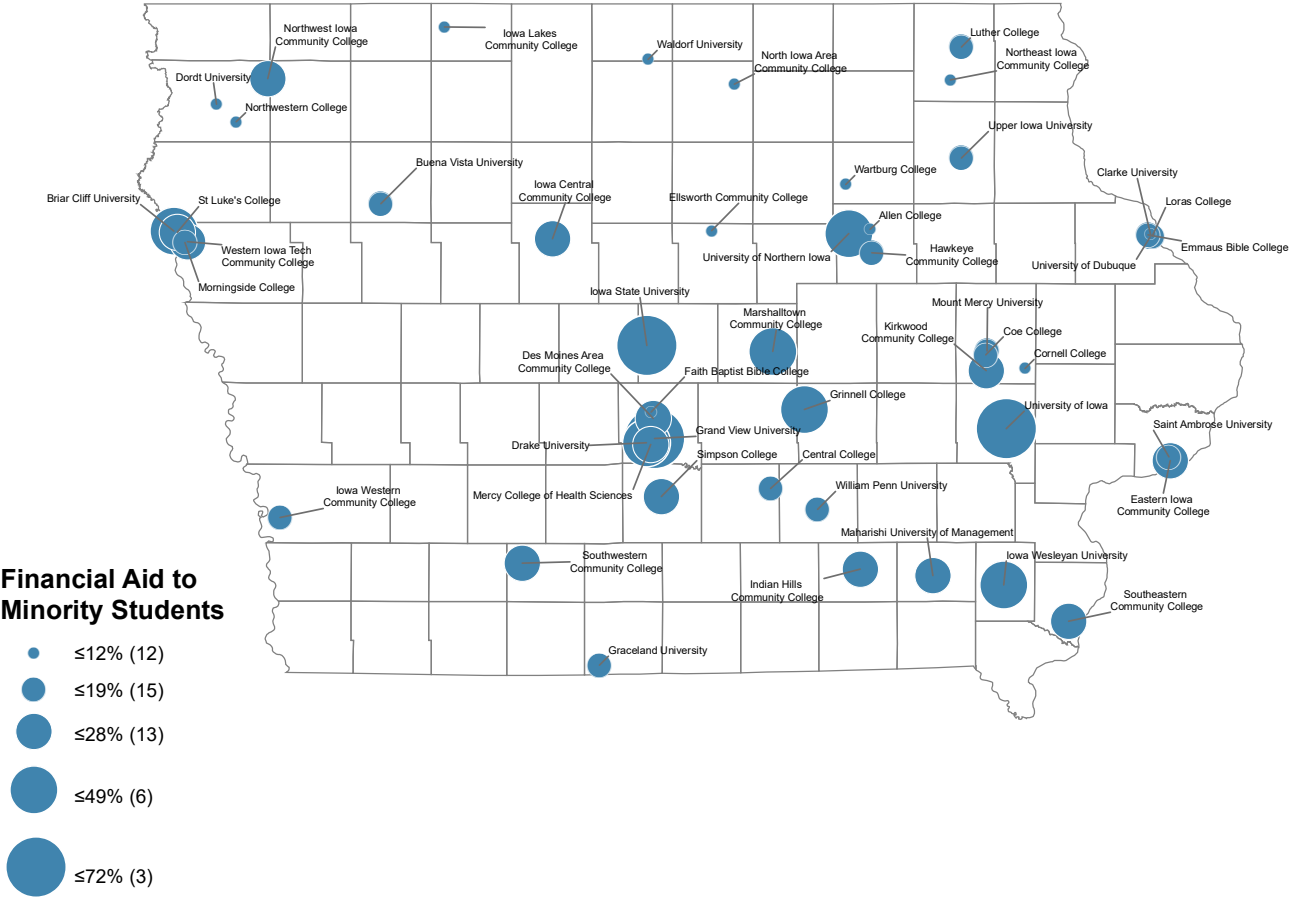 Northwest Iowa
Community College
Iowa Lakes
Community College
Waldorf University
North Iowa Area
Community College
Luther College
Northeast Iowa
Community College
Dordt University
Northwestern College
Upper Iowa University
Buena Vista University
Wartburg College
Clarke University
Briar Cliff University
St Luke's College
Iowa Central
Community College
Ellsworth Community College
Allen College
Loras College
Western Iowa Tech
Community College
University of Northern Iowa
Hawkeye
Community College
Emmaus Bible College
University of Dubuque
Morningside College
Iowa State University
Marshalltown
Community College
Mount Mercy University
Kirkwood
Community College
Coe College
Cornell College
Des Moines Area
Community College
Faith Baptist Bible College
Grinnell College
University of Iowa
Drake University
Grand View University
Saint Ambrose University
Simpson College
Central College
Iowa Western
Community College
Mercy College of Health Sciences
William Penn University
Eastern Iowa
Community College
Maharishi University of Management
Southwestern
Community College
Indian Hills
Community College
Iowa Wesleyan University
Southeastern
Community College
Graceland University
Financial Aid to
Minority Students
≤12% (12)
≤19% (15)
≤28% (13)
≤49% (6)
≤72% (3)